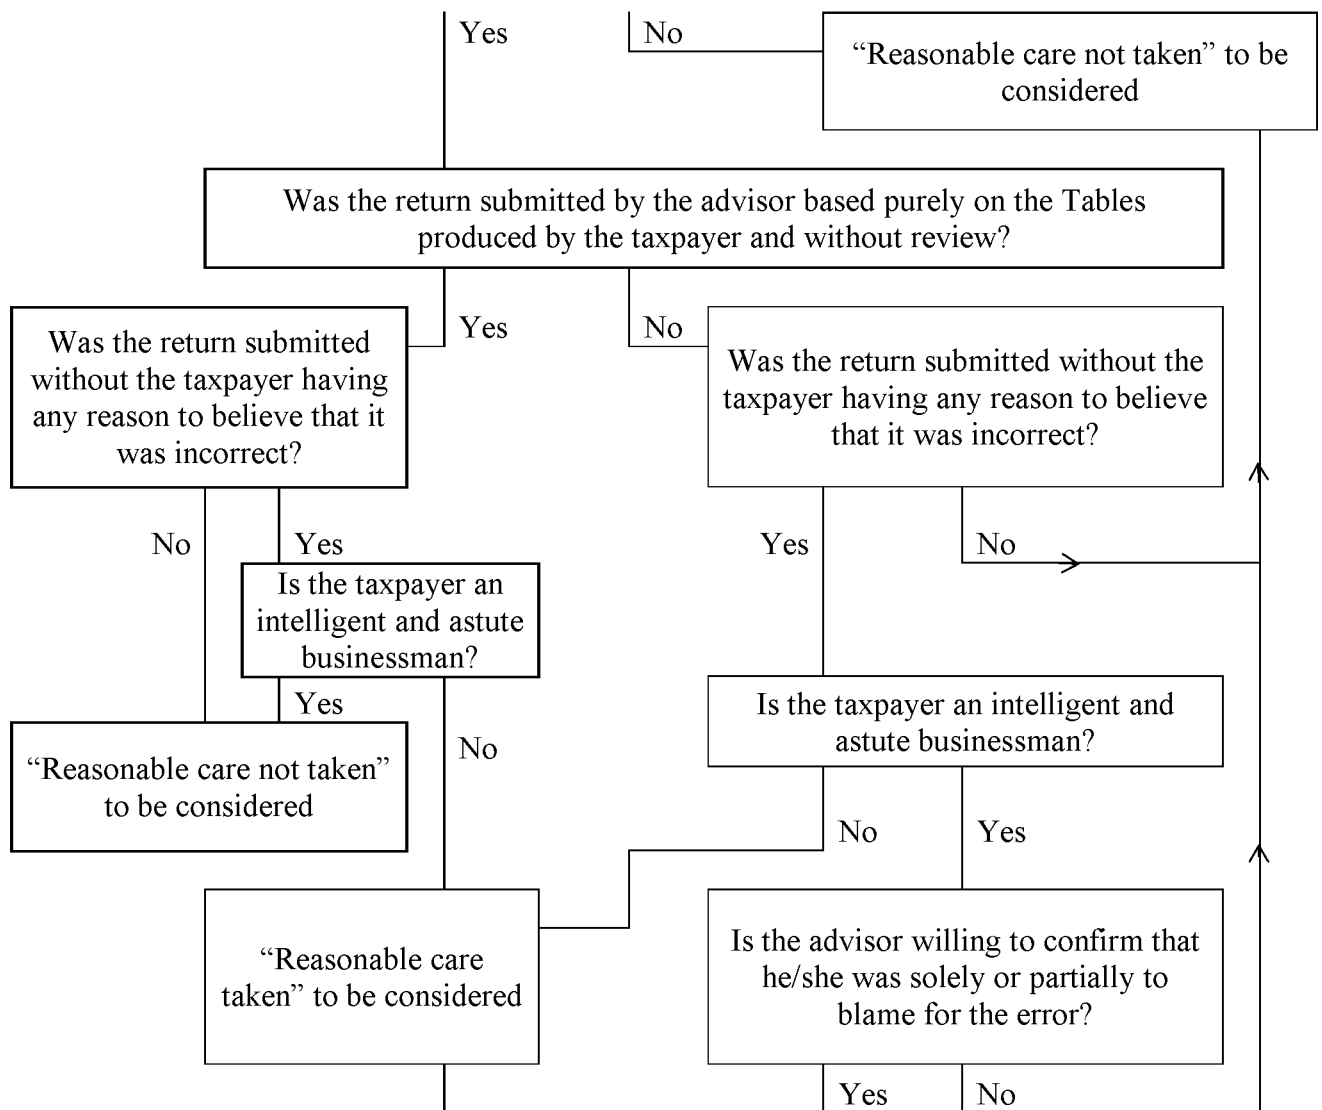 Yes
No
“Reasonable care not taken” to be
considered
Was the return submitted by the advisor based purely on the Tables
produced by the taxpayer and without review?
Yes
No
Was the return submitted
without the taxpayer having
any reason to believe that it
was incorrect?
Was the return submitted without the
taxpayer having any reason to believe
that it was incorrect?
No
Yes
Yes
No
Is the taxpayer an
intelligent and astute
businessman?
Yes
No
Is the taxpayer an intelligent and
astute businessman?
“Reasonable care not taken”
to be considered
No
Yes
“Reasonable care
taken” to be considered
Is the advisor willing to confirm that
he/she was solely or partially to
blame for the error?
Yes
No